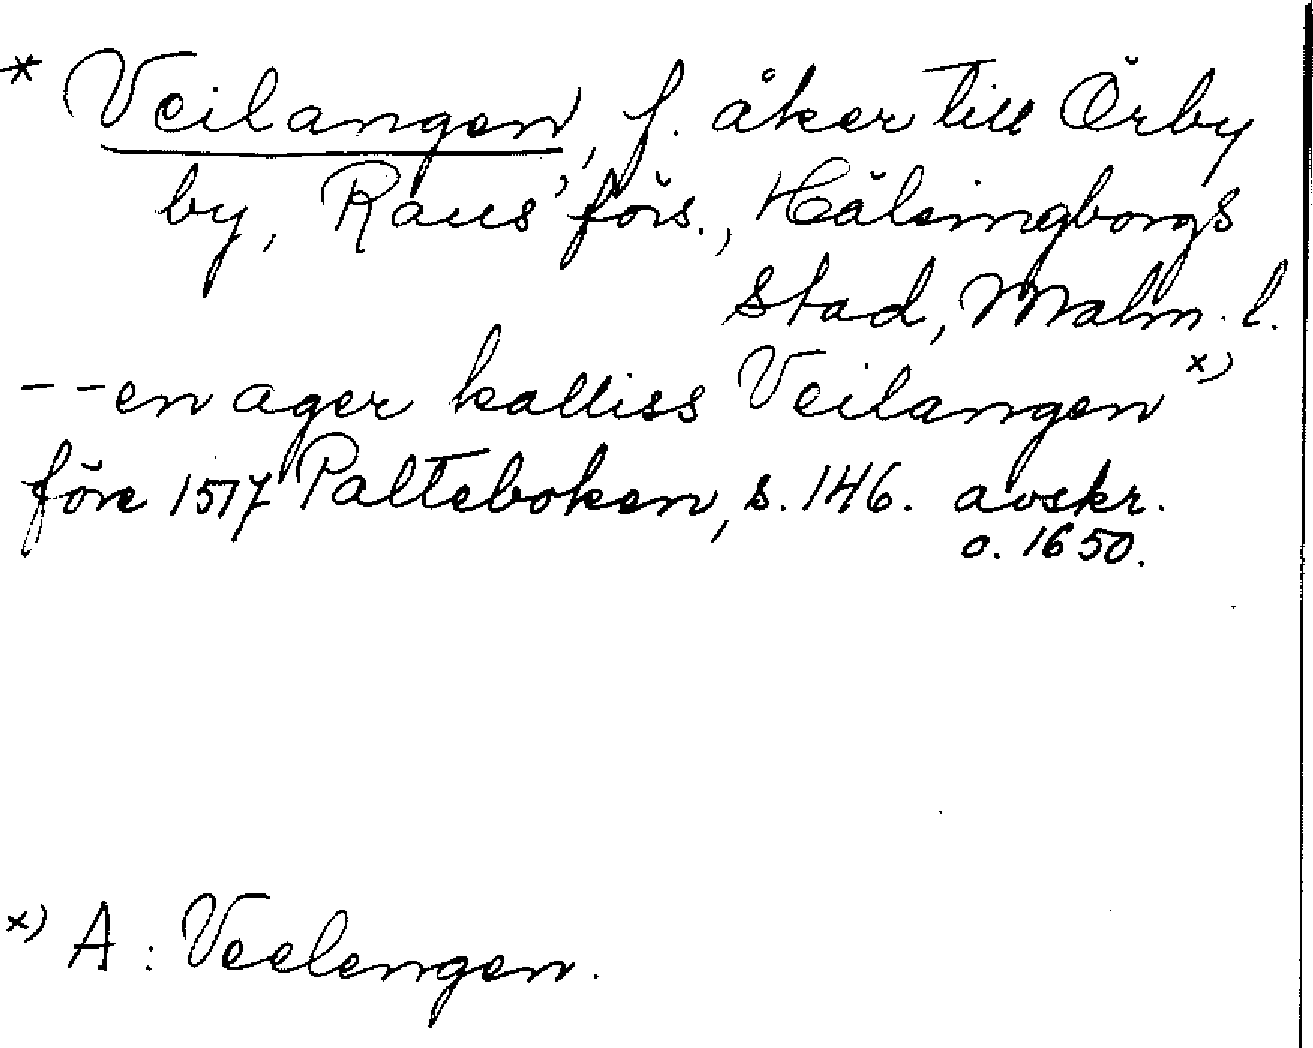 * Veilangen, f. åker till Örby
by, Raus' förs., Hälsingborgs
stad, Malm. l.
- - en ager kalliss Veilangen x)
före 1517 Palteboken, s. 146. avskr.
o. 1650.
x) A : Veelengen.